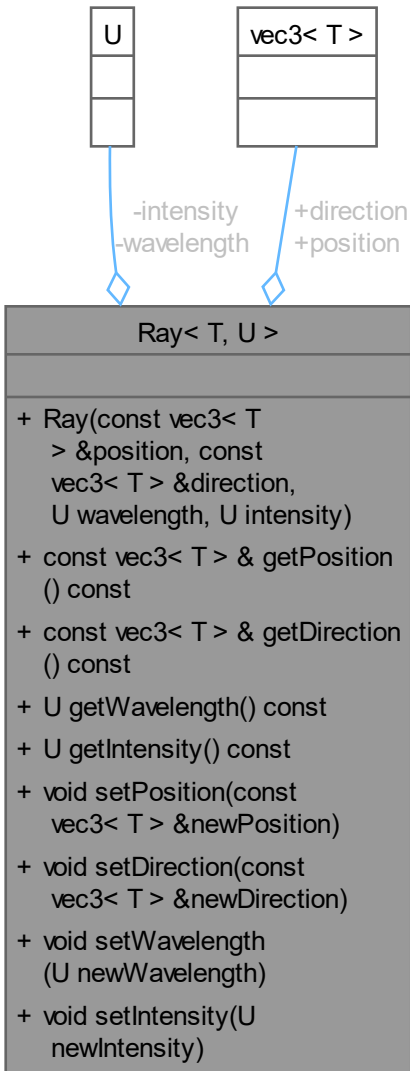 U
vec3< T >
-intensity
-wavelength
+direction
+position
Ray< T, U >
+ Ray(const vec3< T
> &position, const
vec3< T > &direction,
U wavelength, U intensity)
+ const vec3< T > & getPosition
() const
+ const vec3< T > & getDirection
() const
+ U getWavelength() const
+ U getIntensity() const
+ void setPosition(const
vec3< T > &newPosition)
+ void setDirection(const
vec3< T > &newDirection)
+ void setWavelength
(U newWavelength)
+ void setIntensity(U
newIntensity)